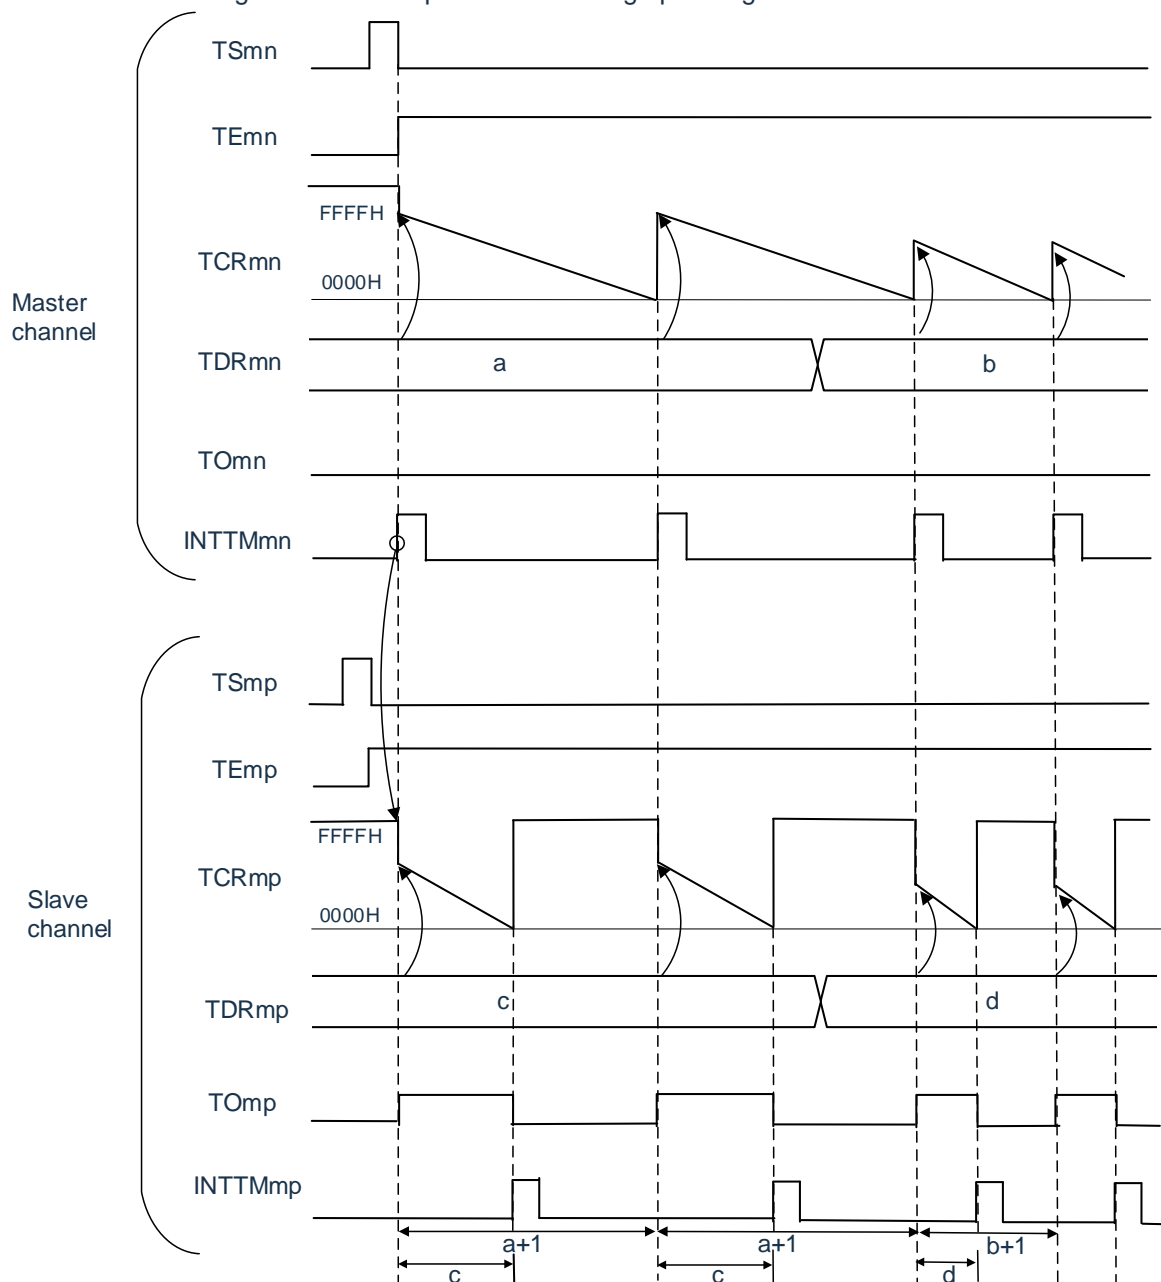 TSmn
TEmn
FFFFH
TCRmn
0000H
Master
channel
TDRmn
a
b
TOmn
INTTMmn
TSmp
TEmp
FFFFH
TCRmp
0000H
Slave
channel
TDRmp
c
d
TOmp
INTTMmp
a+1
a+1
b+1
c
c
d